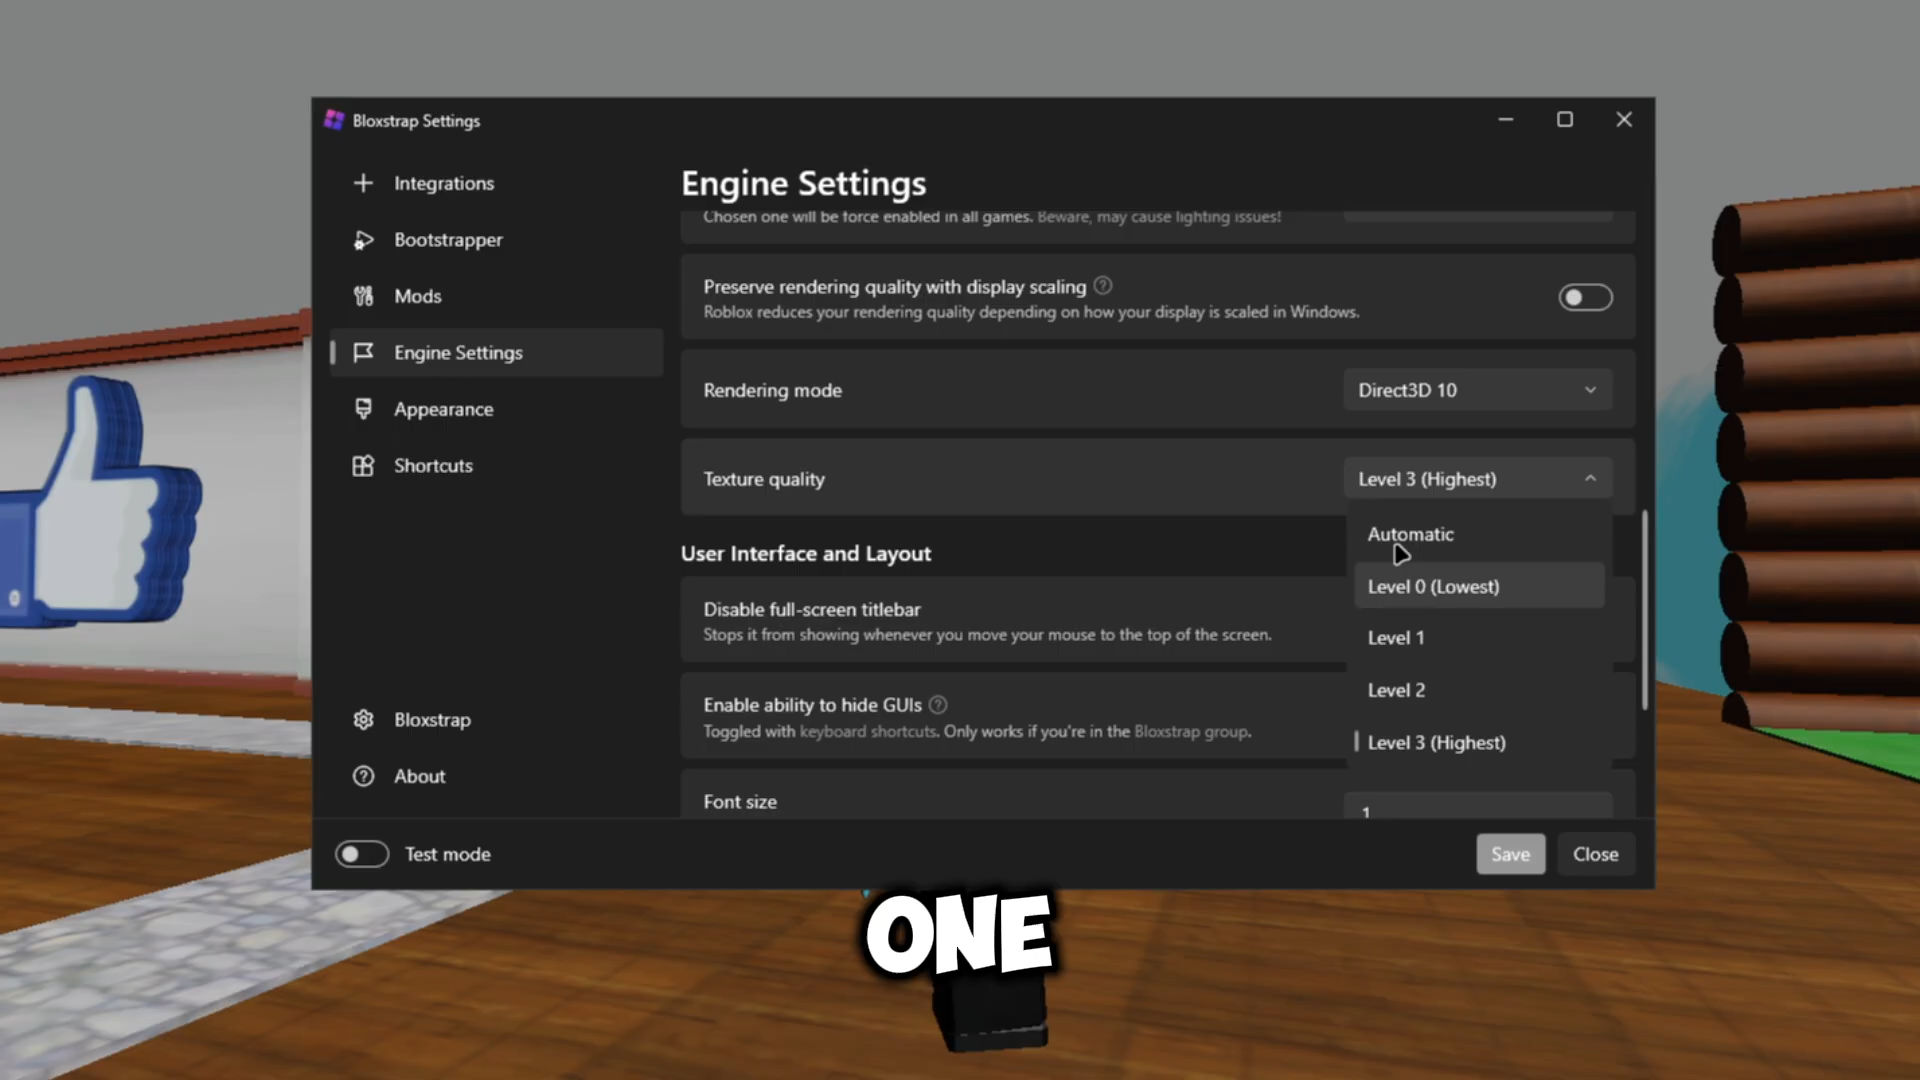 Bloxstrap Settings
Integrations
Bootstrapper
Mods
Engine Settings
Appearance
Shortcuts
Bloxstrap
About
Test mode
Engine Settings
Chosen one will be force enabled in all games. Beware, may cause lighting issues!
Preserve rendering quality with display scaling
Roblox reduces your rendering quality depending on how your display is scaled in Windows.
Rendering mode
Direct3D 10
Texture quality
Level 3 (Highest)
Automatic
Level 0 (Lowest)
Level 1
Level 2
Level 3 (Highest)
User Interface and Layout
Disable full-screen titlebar
Stops it from showing whenever you move your mouse to the top of the screen.
Enable ability to hide GUIs
Toggled with keyboard shortcuts. Only works if you're in the Bloxstrap group.
Font size
1
Save
Close
ONE